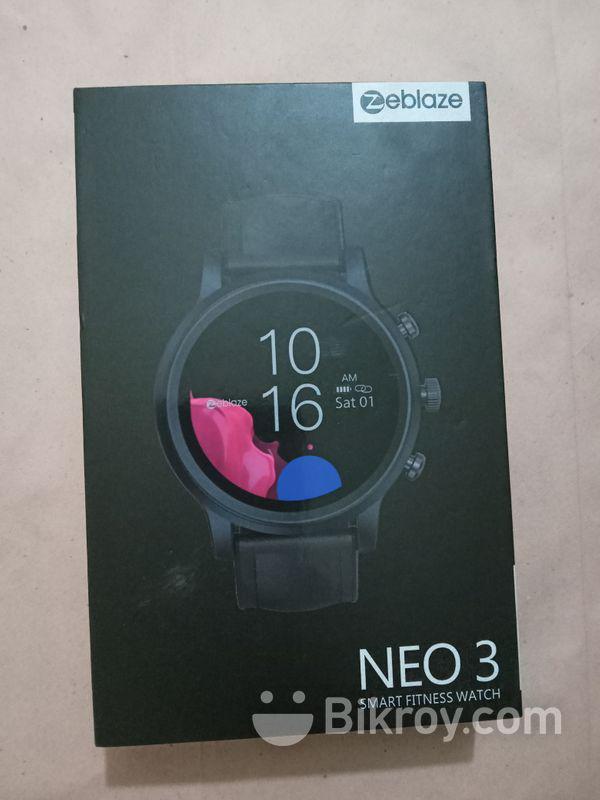 Zeblaze
10
16
AM
Sat 01
Zeblaze
NEO 3
SMART FITNESS WATCH
Bikroy.com